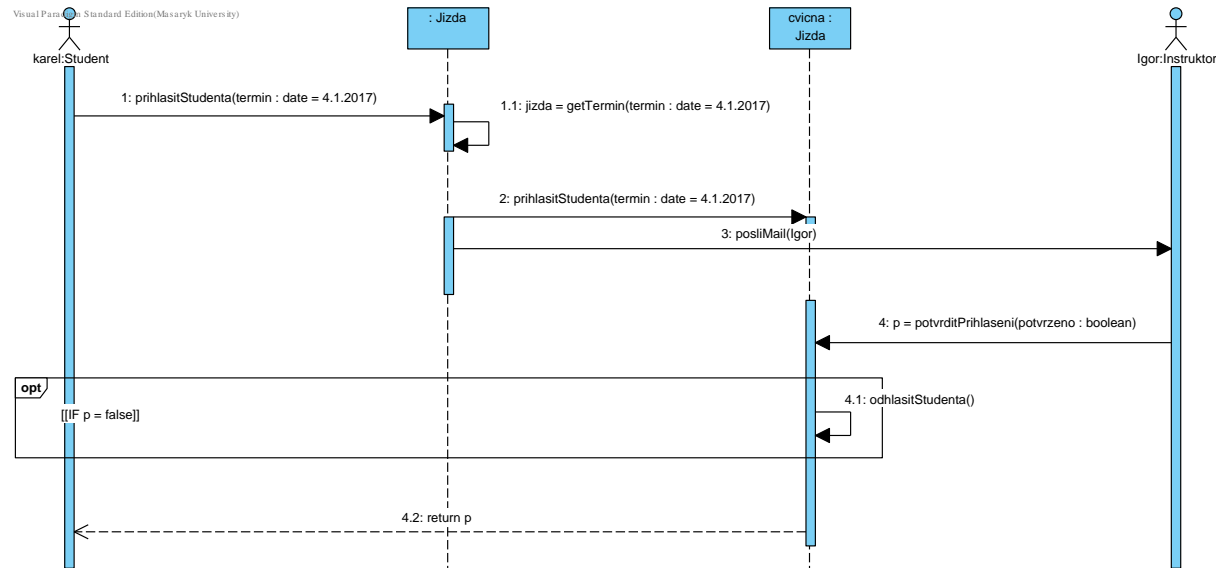 Visual Paradigm Standard Edition(Masaryk University)
: Jizda
cvicna :
Jizda
karel:Student
Igor:Instruktor
1: prihlasitStudenta(termin : date = 4.1.2017)
1.1: jizda = getTermin(termin : date = 4.1.2017)
2: prihlasitStudenta(termin : date = 4.1.2017)
3: posliMail(Igor)
4: p = potvrditPrihlaseni(potvrzeno : boolean)
opt
4.1: odhlasitStudenta()
[[IF p = false]]
4.2: return p